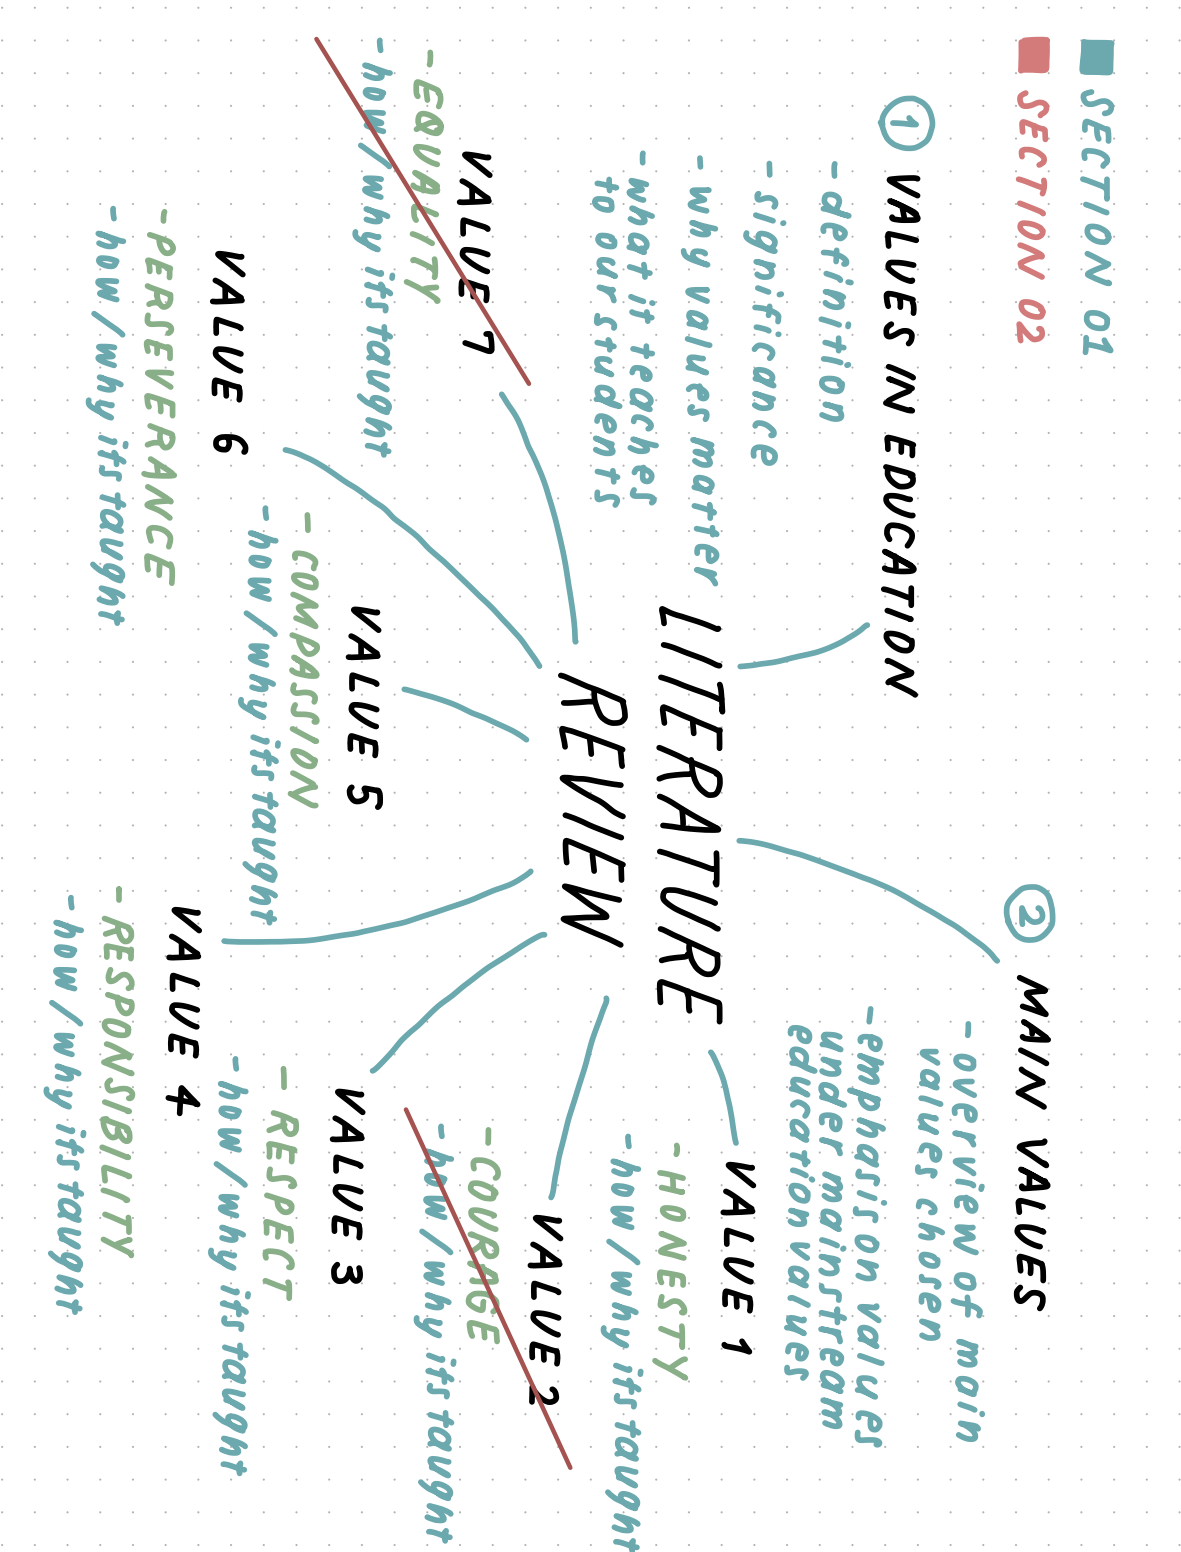 SECTION 01
SECTION 02
1 VALUES IN EDUCATION
- definition
- significance
- why values matter
- what it teaches
to our students
2 MAIN VALUES
- overview of main
values chosen
- emphasis on values
under mainstream
education values
LITERATURE
REVIEW
VALUE 1
- HONESTY
- how / why its taught
VALUE 2
- COURAGE
- how / why its taught
VALUE 3
- RESPECT
- how / why its taught
VALUE 4
- RESPONSIBILITY
- how / why its taught
VALUE 5
- COMPASSION
- how / why its taught
VALUE 6
- PERSEVERANCE
- how / why its taught
VALUE 7
- EQUALITY
- how / why its taught